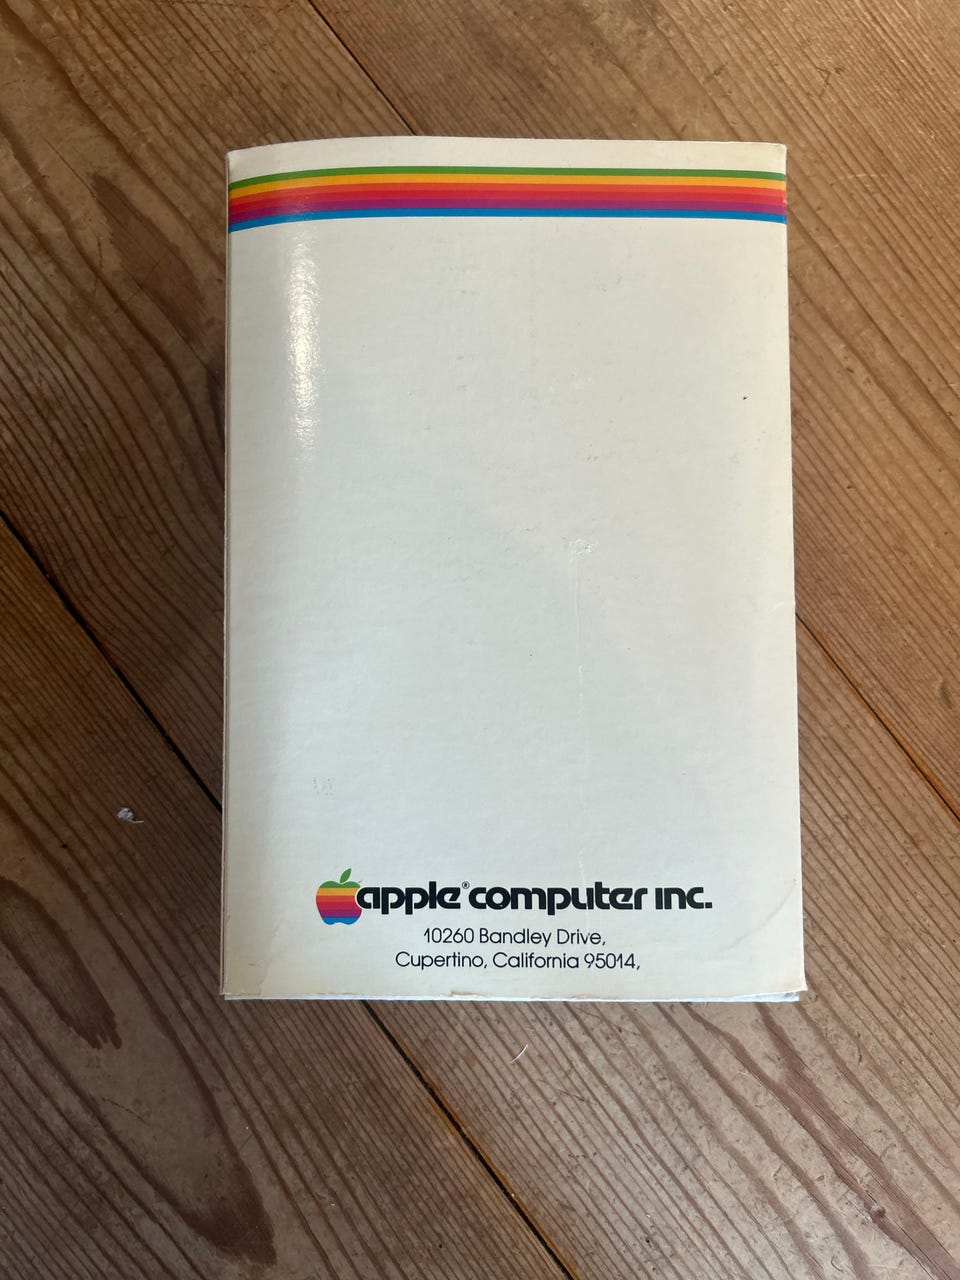 apple® computer inc.
10260 Bandley Drive,
Cupertino, California 95014,